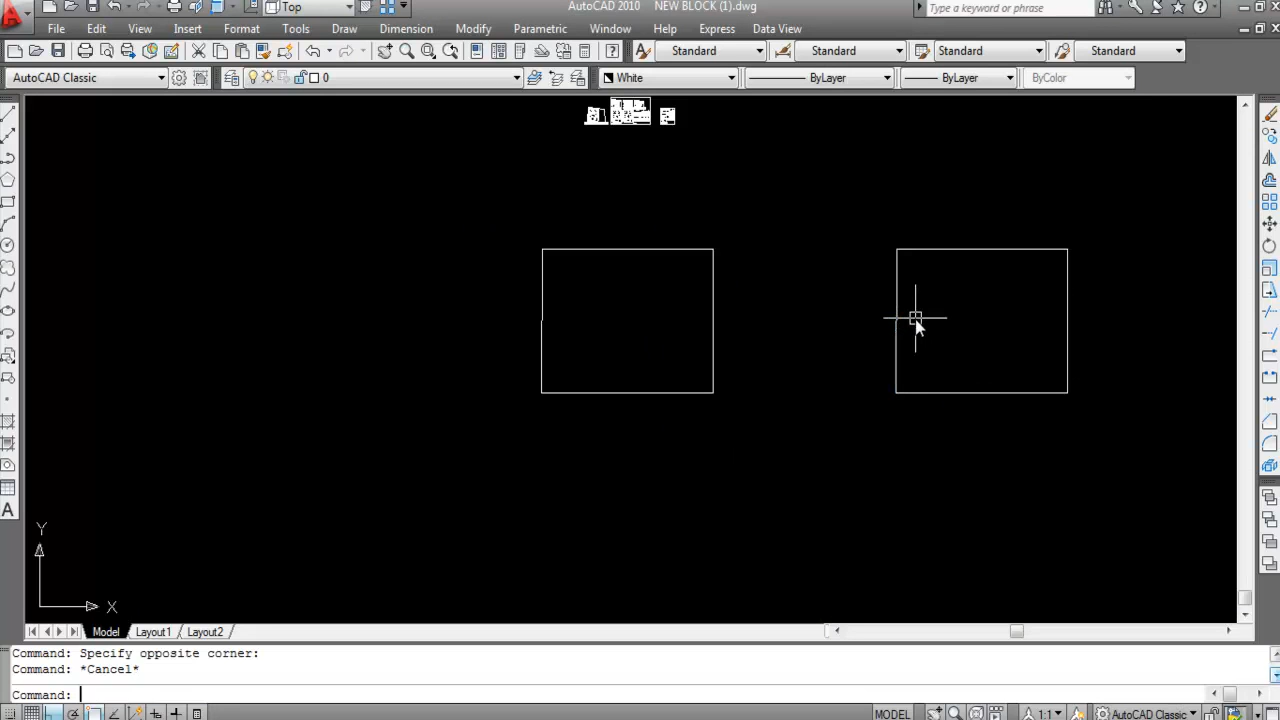 Top
AutoCAD 2010 NEW BLOCK (1).dwg
Type a keyword or phrase
File Edit View Insert Format Tools Draw Dimension Modify Parametric Window Help Express Data View
Standard Standard Standard Standard
AutoCAD Classic 0 White ByLayer ByLayer ByColor
Y
X
Model Layout1 Layout2
Command: Specify opposite corner:
Command: *Cancel*
Command:
MODEL 1:1 AutoCAD Classic